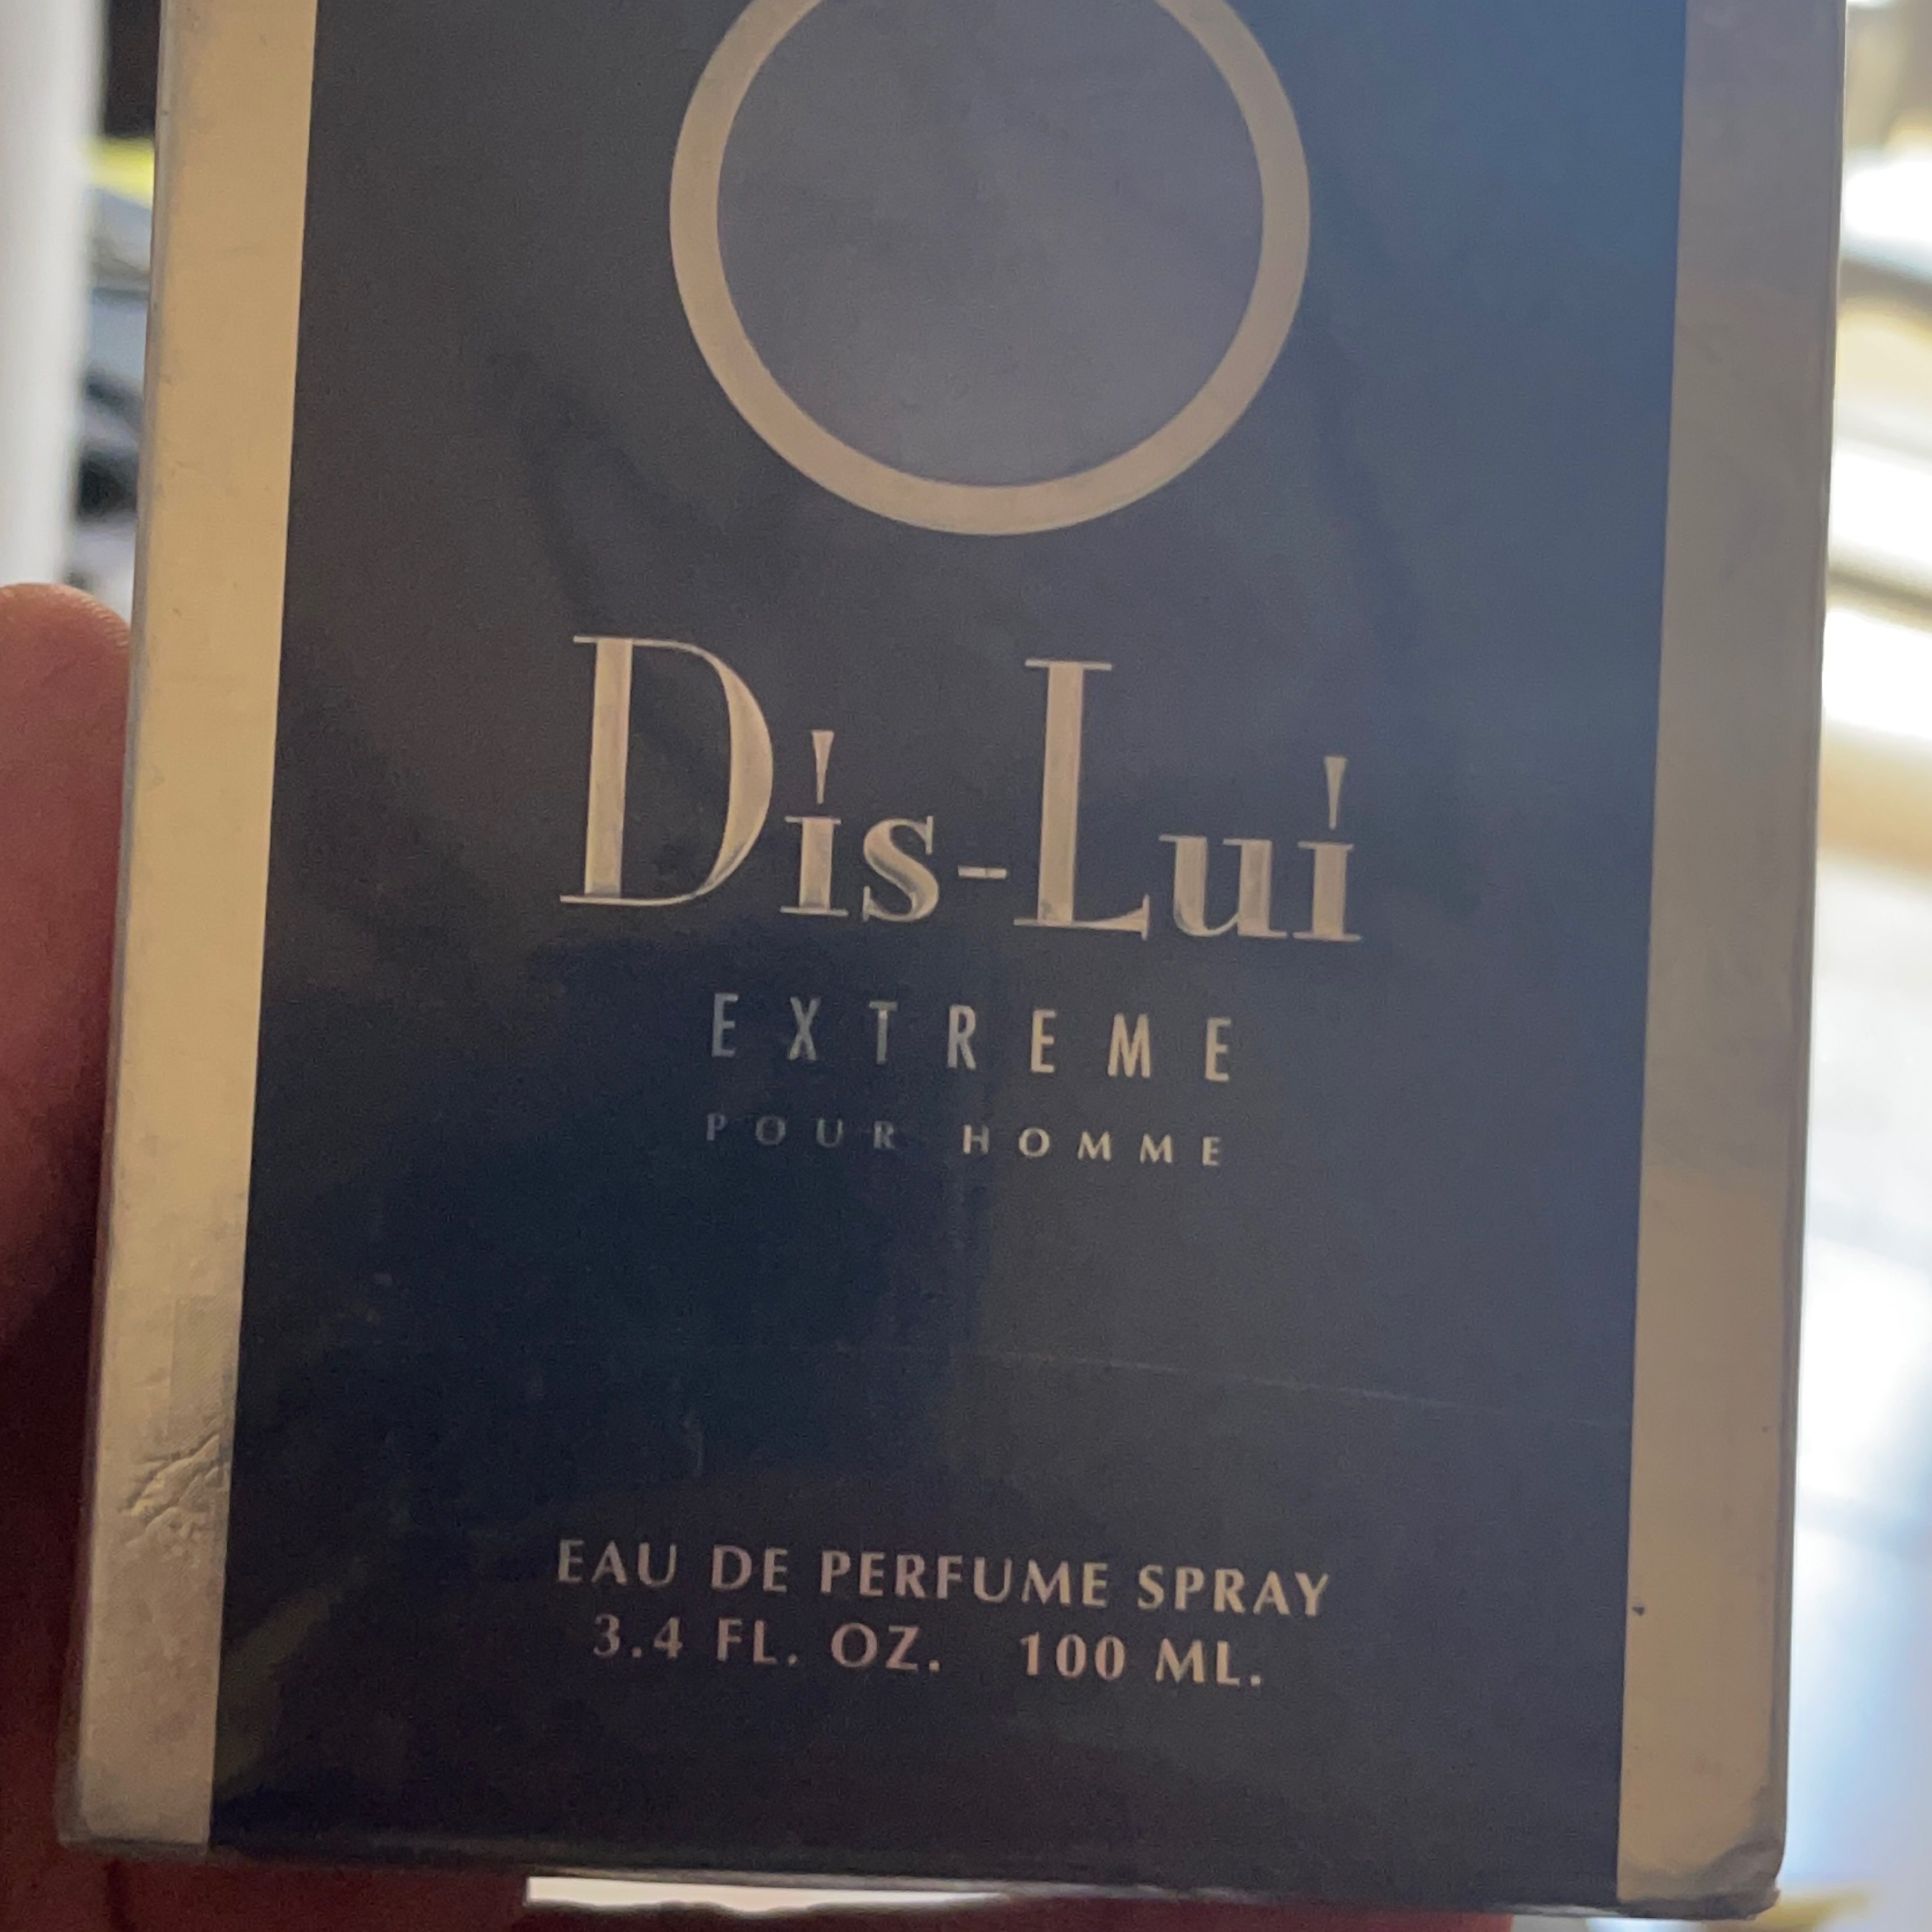 Dis-Lui
EXTREME
POUR HOMME
EAU DE PERFUME SPRAY
3.4 FL. OZ. 100 ML.